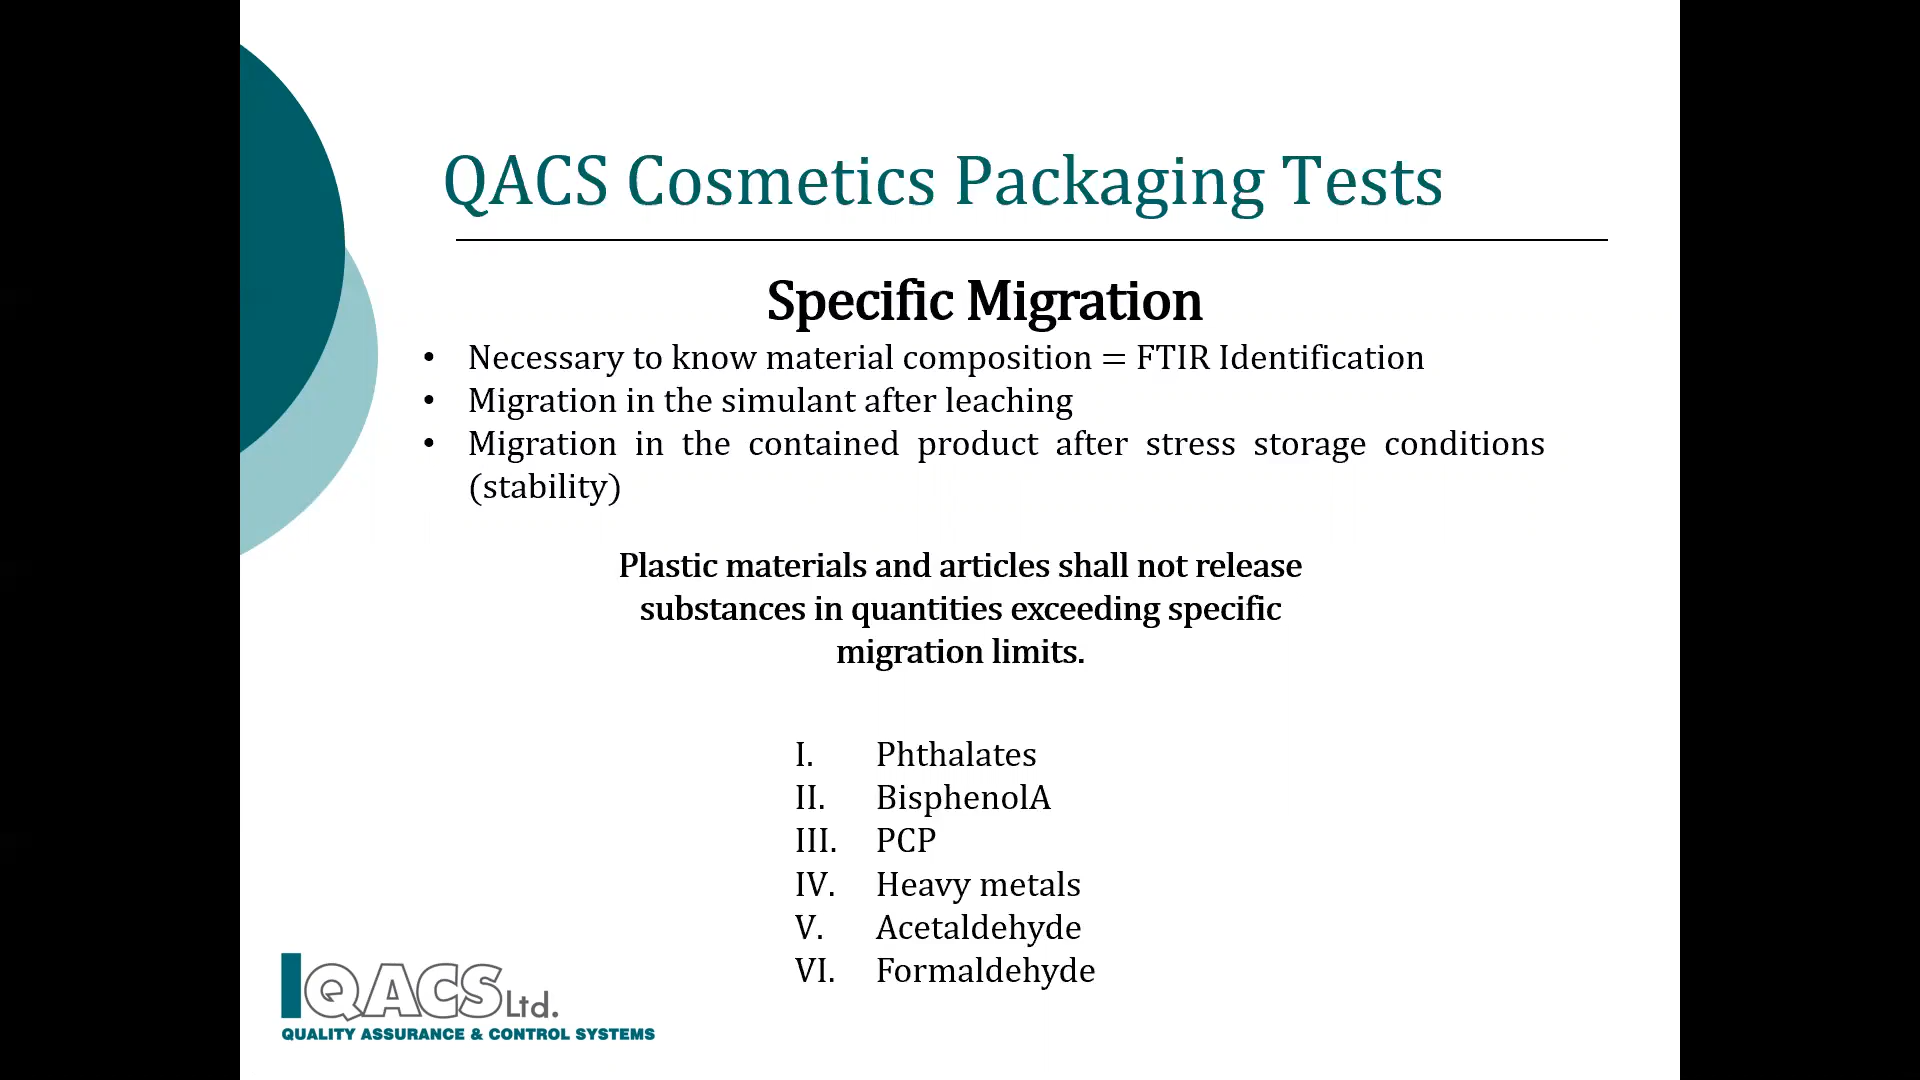 QACS Cosmetics Packaging Tests
Specific Migration
• Necessary to know material composition = FTIR Identification
• Migration in the simulant after leaching
• Migration in the contained product after stress storage conditions
(stability)
Plastic materials and articles shall not release
substances in quantities exceeding specific
migration limits.
I. Phthalates
II. BisphenolA
III. PCP
IV. Heavy metals
V. Acetaldehyde
VI. Formaldehyde
QACS Ltd.
QUALITY ASSURANCE & CONTROL SYSTEMS